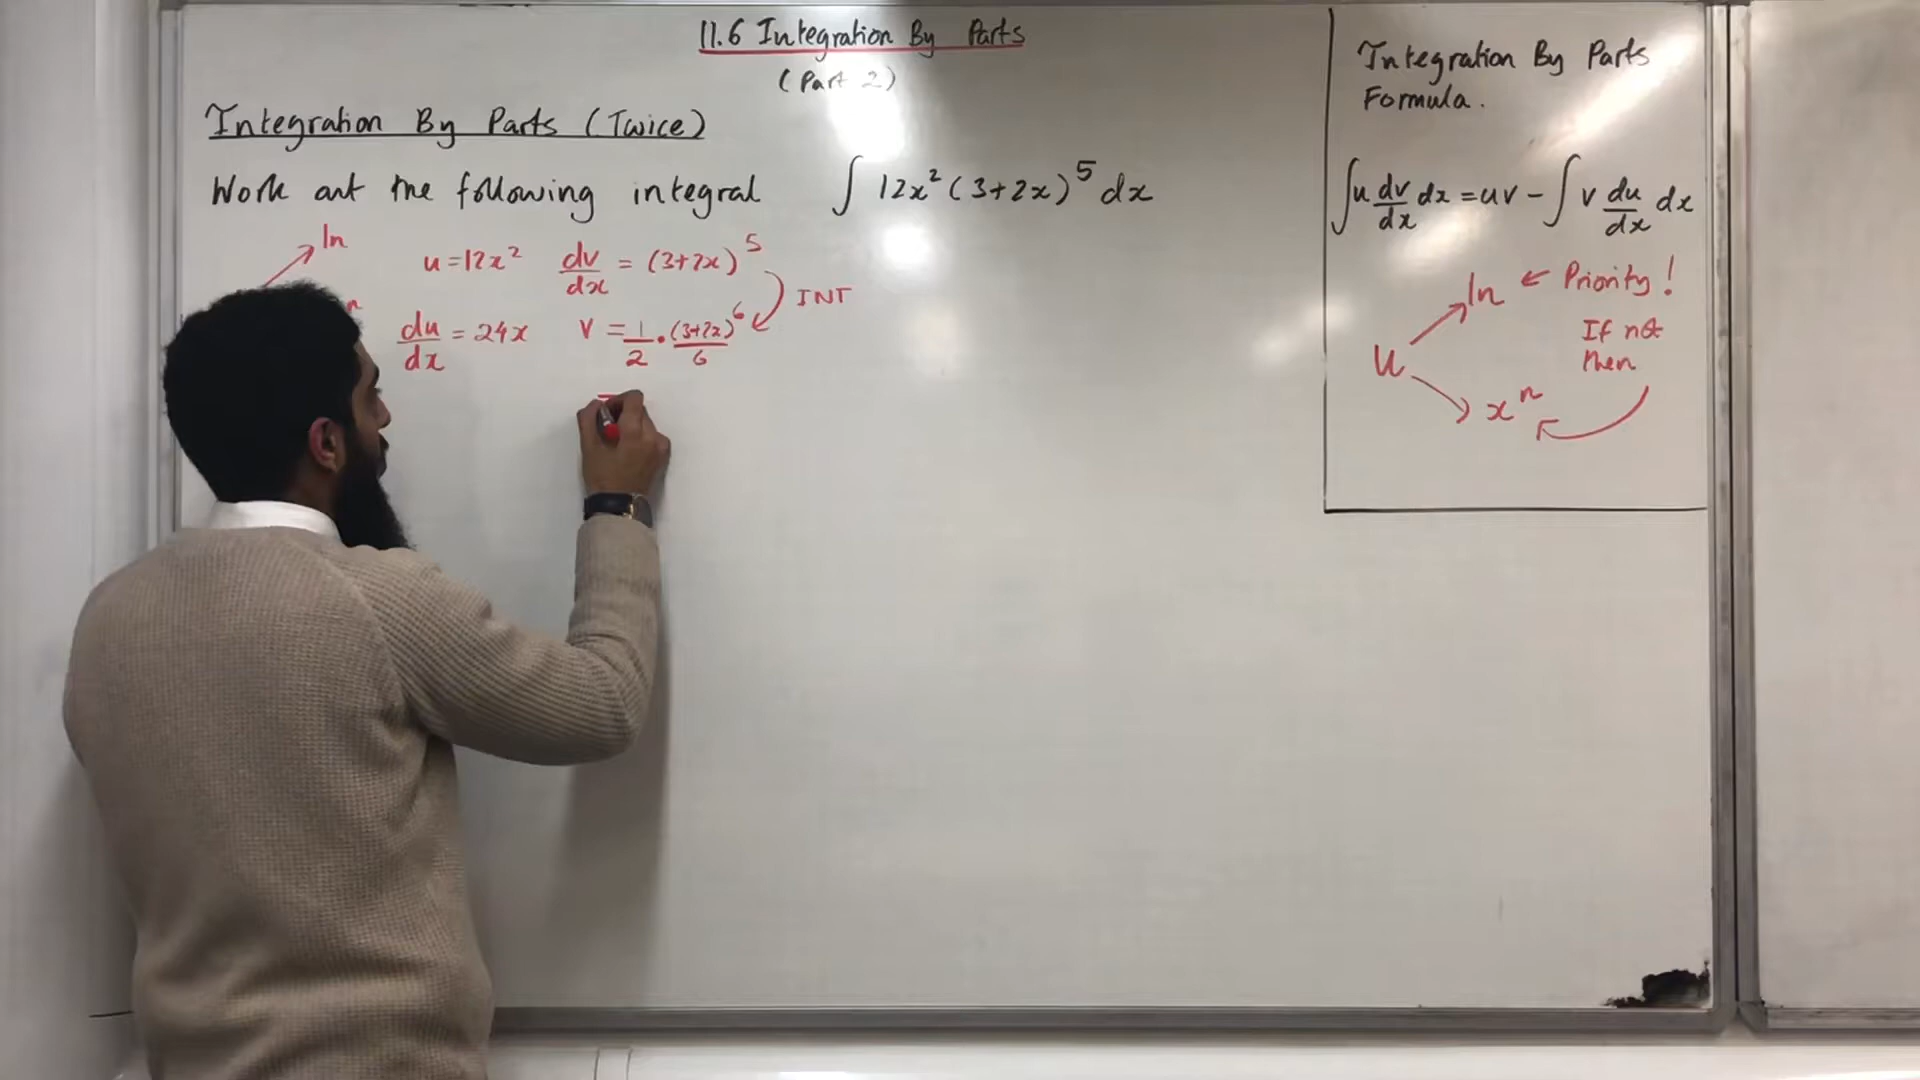 11.6 Integration By Parts
(Part 2)
Integration By Parts (Twice)
Work out the following integral ∫ 12x² (3+2x)⁵ dx
ln
n
u=12x² dv/dx = (3+2x)⁵
INT
du/dx = 24x v = 1/2 · (3+2x)⁶/6
=
Integration By Parts
Formula.
∫u dv/dx dx = uv - ∫ v du/dx dx
ln ← Priority!
If not
then
u
xⁿ